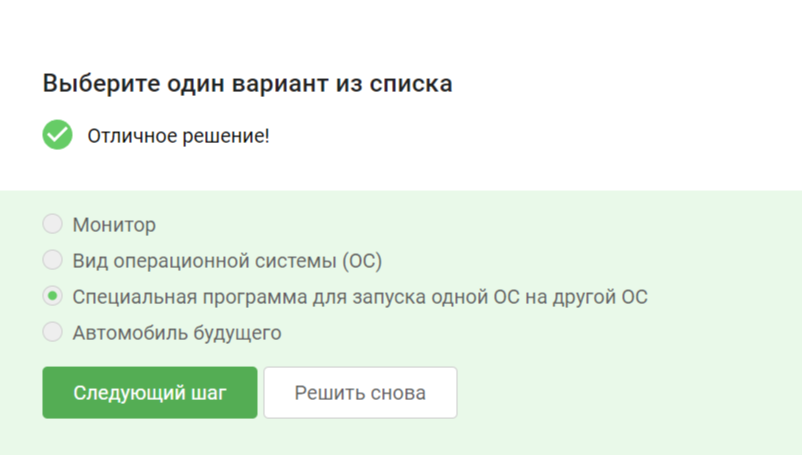 Выберите один вариант из списка
Отличное решение!
Монитор
Вид операционной системы (ОС)
Специальная программа для запуска одной ОС на другой ОС
Автомобиль будущего
Следующий шаг
Решить снова